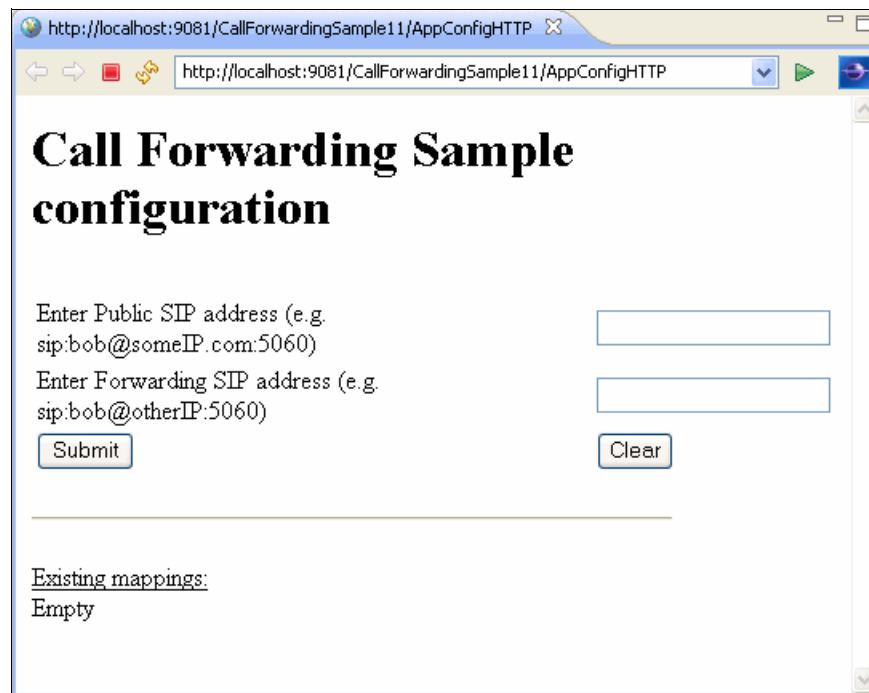 http://localhost:9081/CallForwardingSample11/AppConfigHTTP
http://localhost:9081/CallForwardingSample11/AppConfigHTTP
Call Forwarding Sample
configuration
Enter Public SIP address (e.g.
sip:bob@someIP.com:5060)
Enter Forwarding SIP address (e.g.
sip:bob@otherIP:5060)
Submit Clear
Existing mappings:
Empty